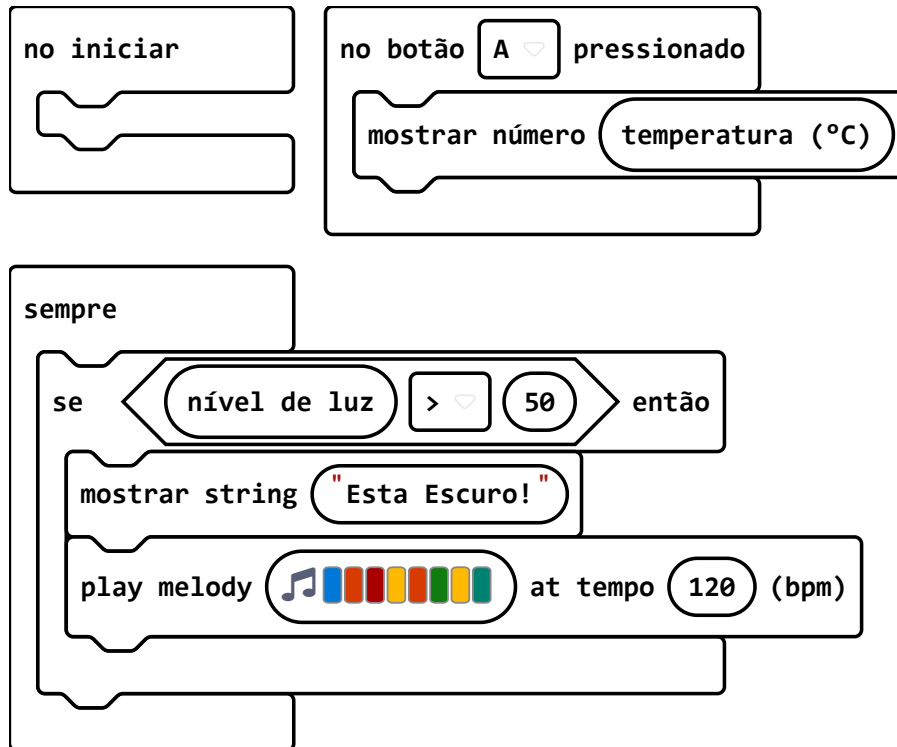 no iniciar
no botão A pressionado
mostrar número temperatura (°C)
sempre
se nível de luz > 50 então
mostrar string "Esta Escuro!"
play melody at tempo 120 (bpm)